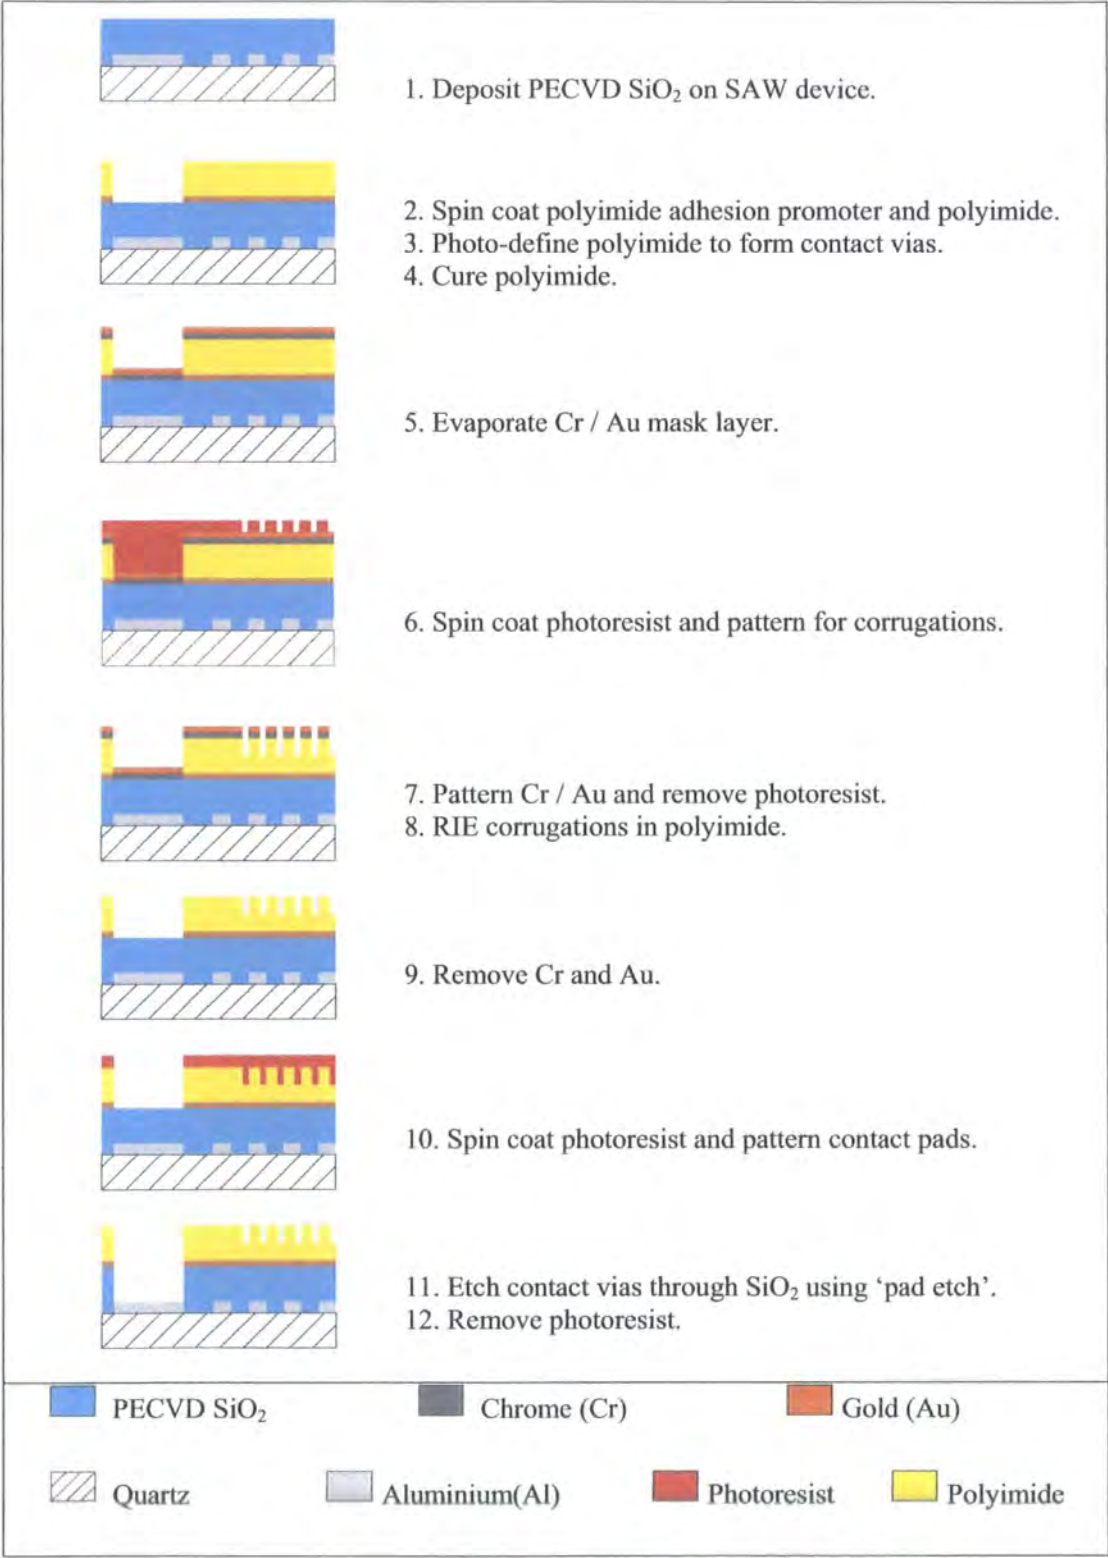 1. Deposit PECVD SiO₂ on SAW device.
2. Spin coat polyimide adhesion promoter and polyimide.
3. Photo-define polyimide to form contact vias.
4. Cure polyimide.
5. Evaporate Cr / Au mask layer.
6. Spin coat photoresist and pattern for corrugations.
7. Pattern Cr / Au and remove photoresist.
8. RIE corrugations in polyimide.
9. Remove Cr and Au.
10. Spin coat photoresist and pattern contact pads.
11. Etch contact vias through SiO₂ using ‘pad etch’.
12. Remove photoresist.
PECVD SiO₂ Chrome (Cr) Gold (Au)
Quartz Aluminium(Al) Photoresist Polyimide